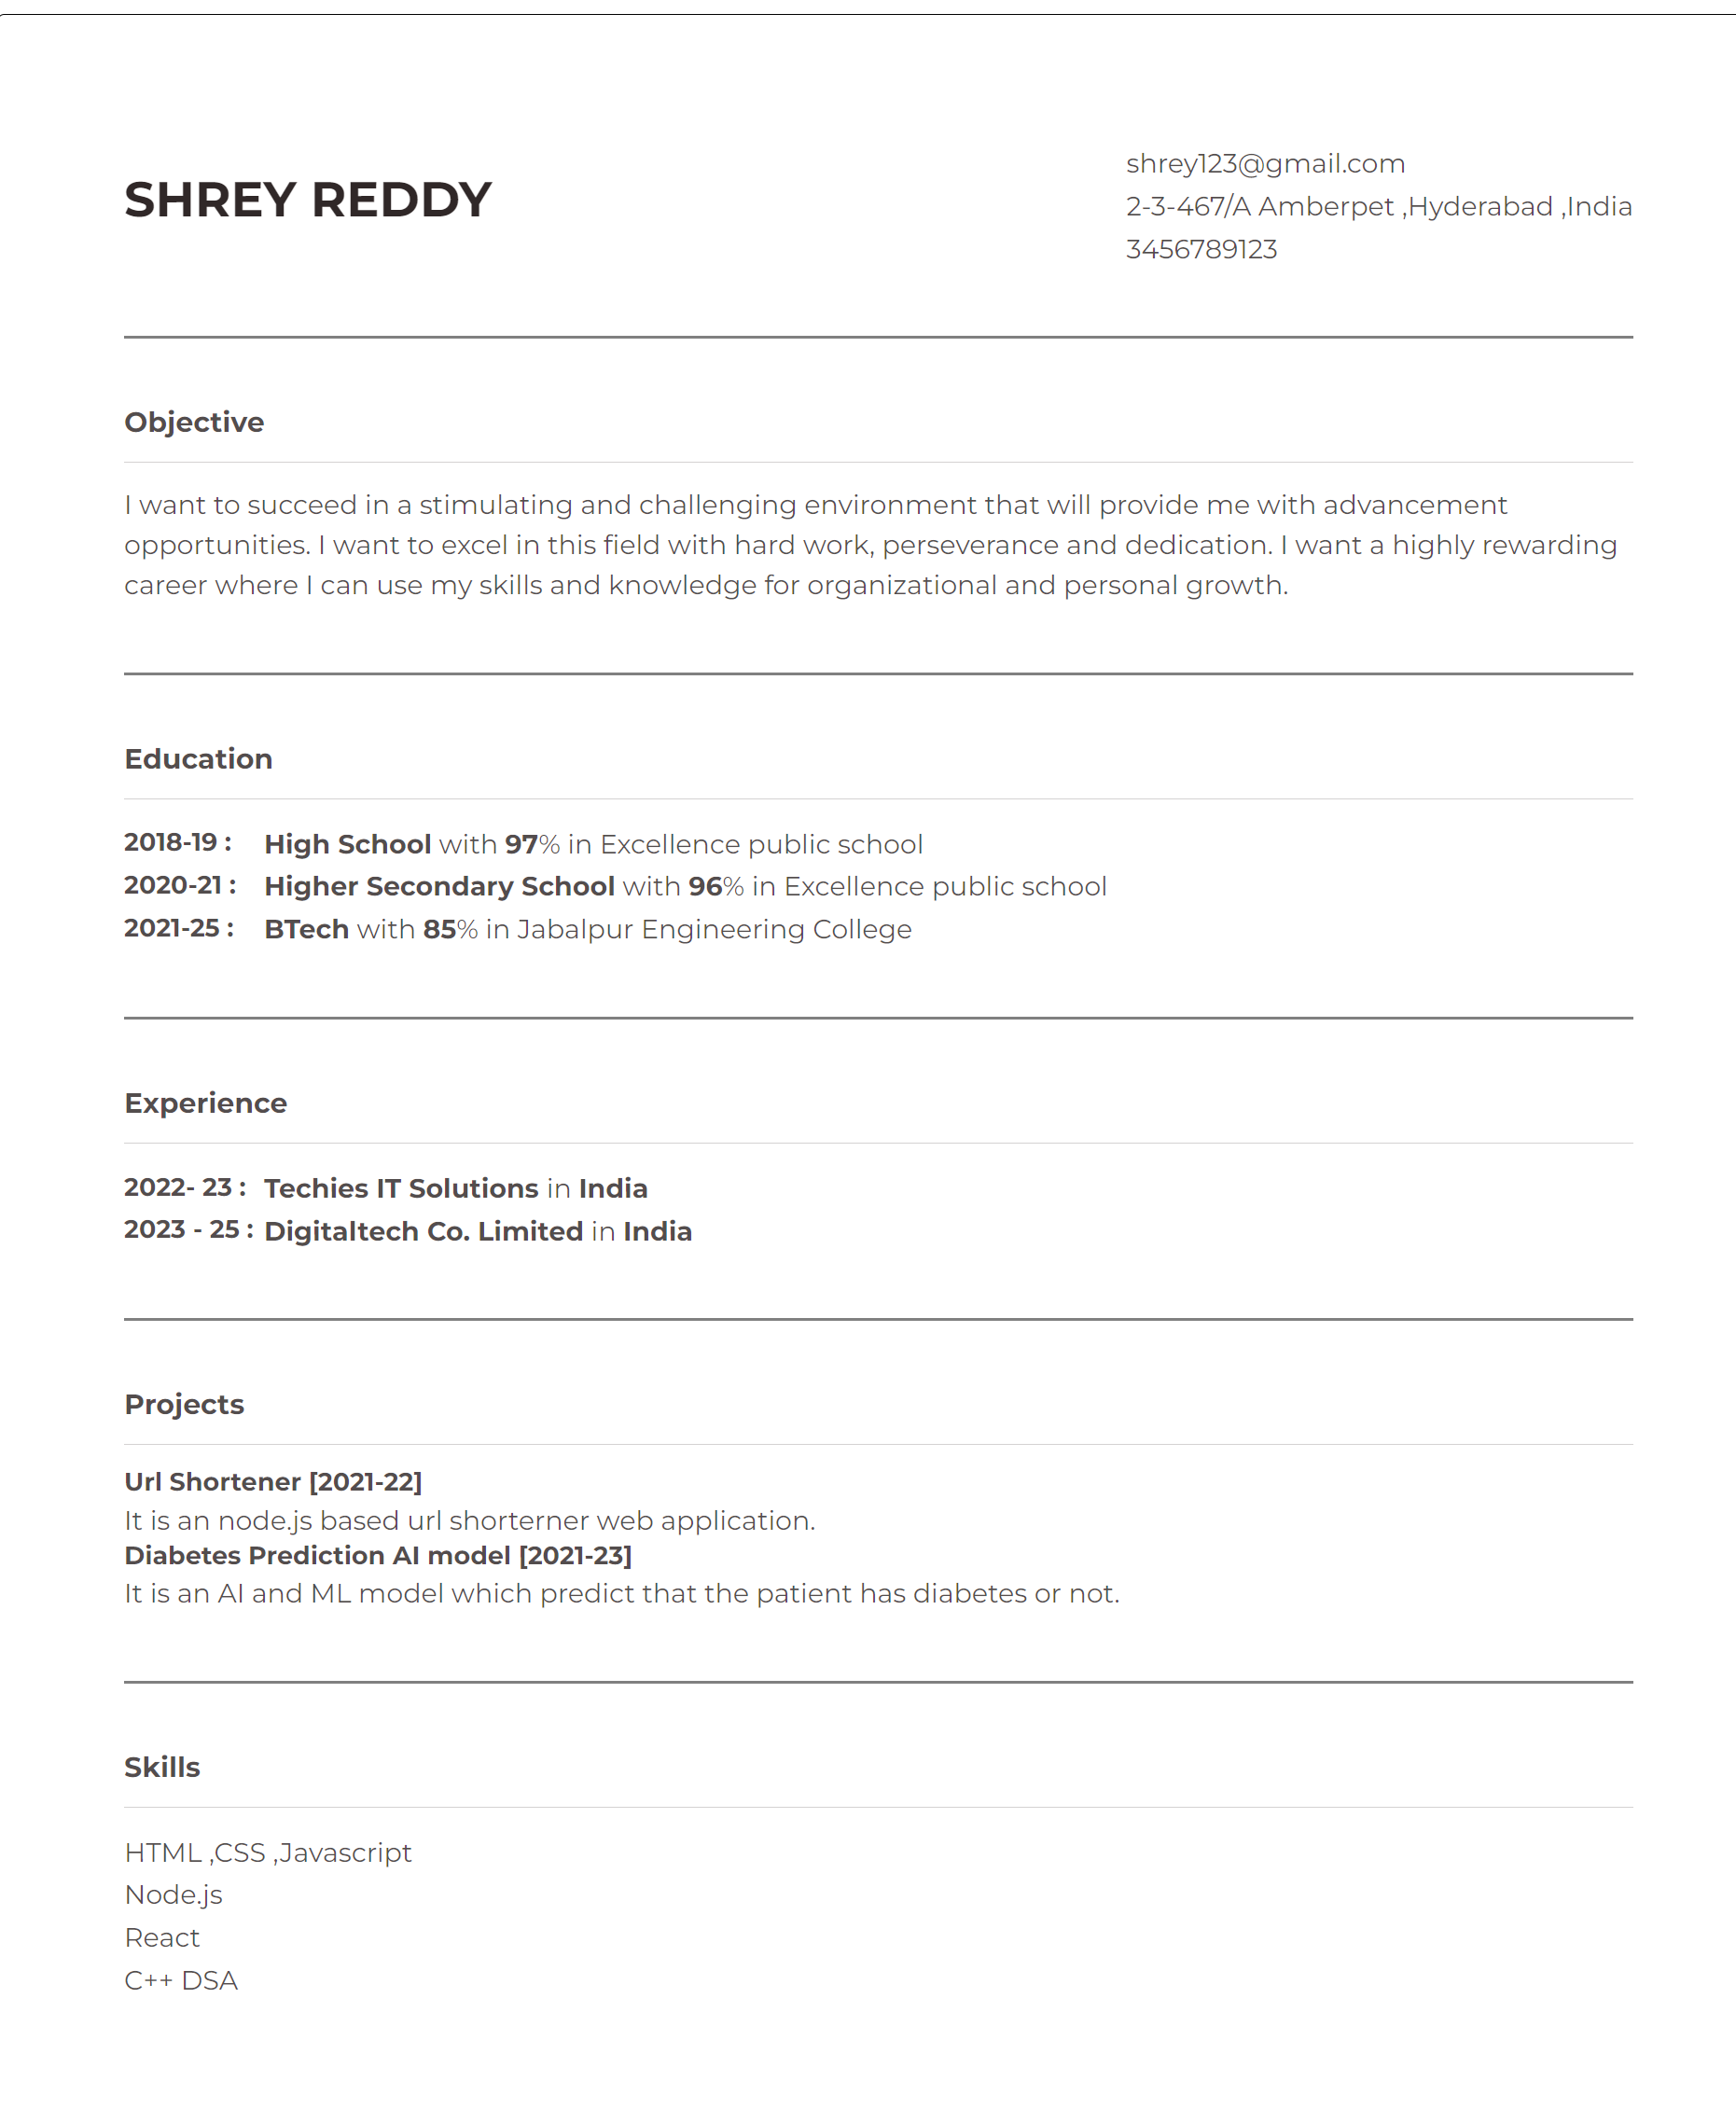 SHREY REDDY
shrey123@gmail.com
2-3-467/A Amberpet ,Hyderabad ,India
3456789123
Objective
I want to succeed in a stimulating and challenging environment that will provide me with advancement
opportunities. I want to excel in this field with hard work, perseverance and dedication. I want a highly rewarding
career where I can use my skills and knowledge for organizational and personal growth.
Education
2018-19 : High School with 97% in Excellence public school
2020-21 : Higher Secondary School with 96% in Excellence public school
2021-25 : BTech with 85% in Jabalpur Engineering College
Experience
2022- 23 : Techies IT Solutions in India
2023 - 25 : Digitaltech Co. Limited in India
Projects
Url Shortener [2021-22]
It is an node.js based url shorterner web application.
Diabetes Prediction AI model [2021-23]
It is an AI and ML model which predict that the patient has diabetes or not.
Skills
HTML ,CSS ,Javascript
Node.js
React
C++ DSA